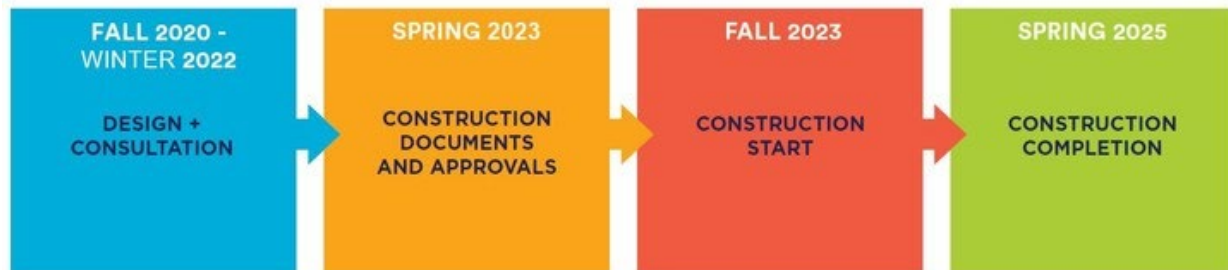 FALL 2020 -
WINTER 2022
DESIGN +
CONSULTATION
SPRING 2023
CONSTRUCTION
DOCUMENTS
AND APPROVALS
FALL 2023
CONSTRUCTION
START
SPRING 2025
CONSTRUCTION
COMPLETION